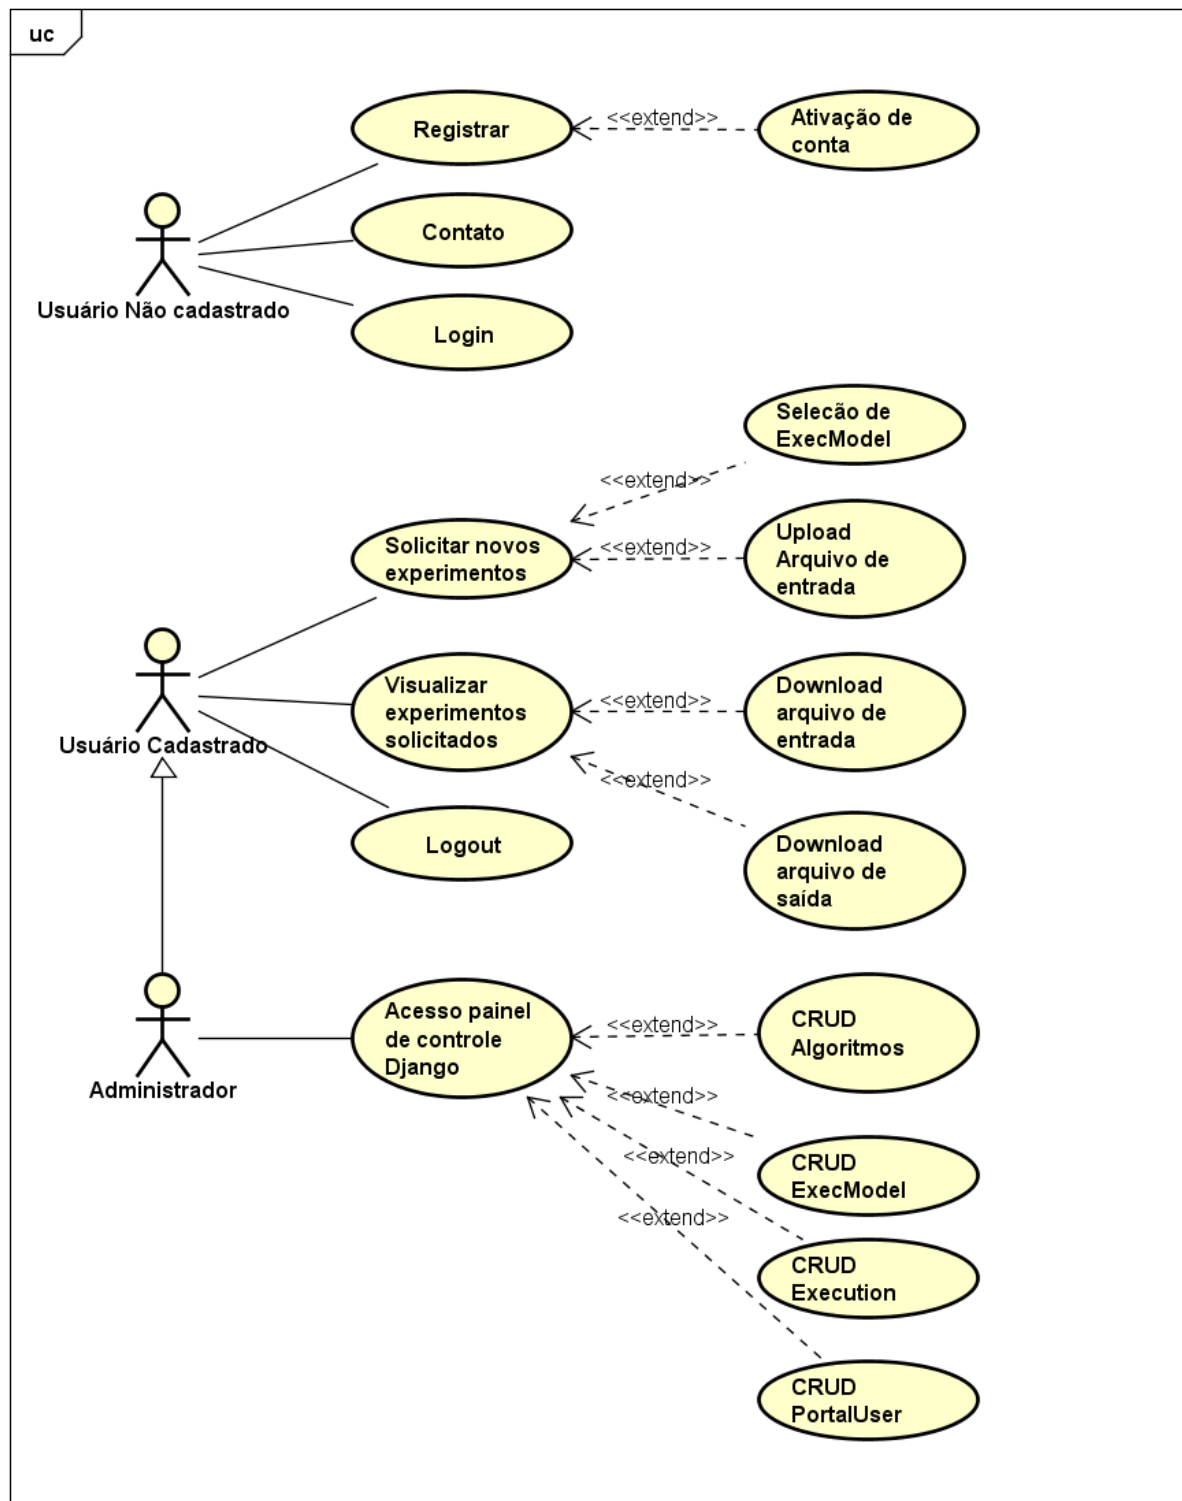 uc
Registrar
<<extend>>
Ativação de
conta
Contato
Usuário Não cadastrado
Login
Selecão de
ExecModel
<<extend>>
Solicitar novos
experimentos
<<extend>>
Upload
Arquivo de
entrada
Usuário Cadastrado
Visualizar
experimentos
solicitados
<<extend>>
Download
arquivo de
entrada
<<extend>>
Logout
Download
arquivo de
saída
Administrador
Acesso painel
de controle
Django
<<extend>>
CRUD
Algoritmos
<<extend>>
<<extend>>
CRUD
ExecModel
<<extend>>
CRUD
Execution
CRUD
PortalUser